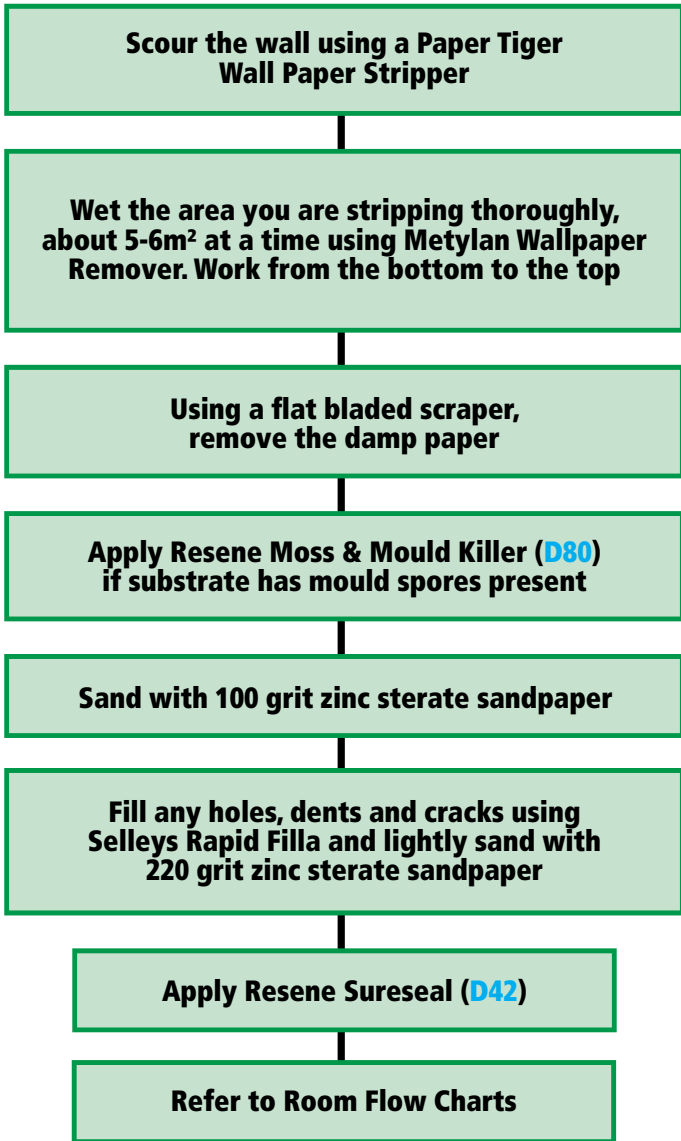 Scour the wall using a Paper Tiger
Wall Paper Stripper
Wet the area you are stripping thoroughly,
about 5-6m² at a time using Metylan Wallpaper
Remover. Work from the bottom to the top
Using a flat bladed scraper,
remove the damp paper
Apply Resene Moss & Mould Killer (D80)
if substrate has mould spores present
Sand with 100 grit zinc sterate sandpaper
Fill any holes, dents and cracks using
Selleys Rapid Filla and lightly sand with
220 grit zinc sterate sandpaper
Apply Resene Sureseal (D42)
Refer to Room Flow Charts